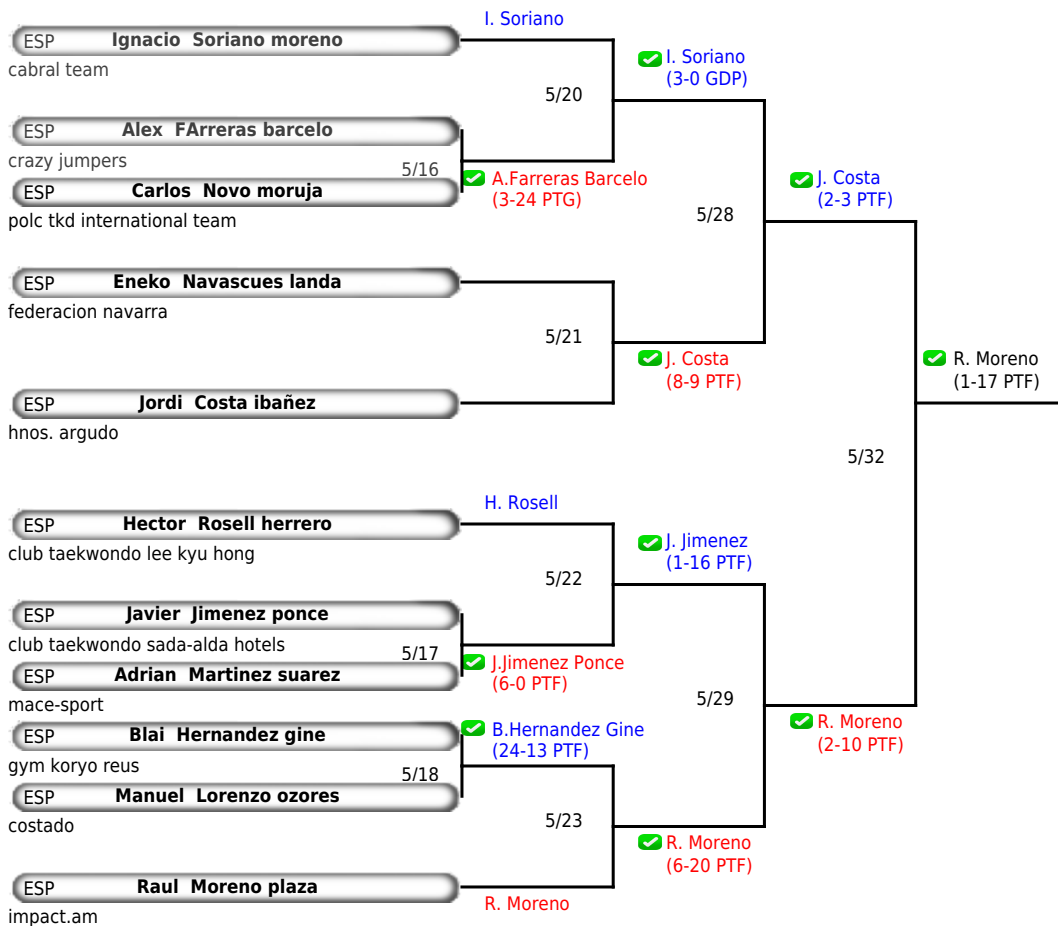 I. Soriano
ESP Ignacio Soriano moreno
cabral team
I. Soriano
(3-0 GDP)
5/20
ESP Alex FArreras barcelo
crazy jumpers
5/16
A.Farreras Barcelo
(3-24 PTG)
ESP Carlos Novo moruja
polc tkd international team
J. Costa
(2-3 PTF)
5/28
ESP Eneko Navascues landa
federacion navarra
5/21
J. Costa
(8-9 PTF)
R. Moreno
(1-17 PTF)
ESP Jordi Costa ibañez
hnos. argudo
5/32
H. Rosell
ESP Hector Rosell herrero
club taekwondo lee kyu hong
J. Jimenez
(1-16 PTF)
5/22
ESP Javier Jimenez ponce
club taekwondo sada-alda hotels
5/17
J.Jimenez Ponce
(6-0 PTF)
ESP Adrian Martinez suarez
mace-sport
5/29
B.Hernandez Gine
(24-13 PTF)
R. Moreno
(2-10 PTF)
ESP Blai Hernandez gine
gym koryo reus
5/18
ESP Manuel Lorenzo ozores
costado
5/23
R. Moreno
(6-20 PTF)
ESP Raul Moreno plaza
R. Moreno
impact.am